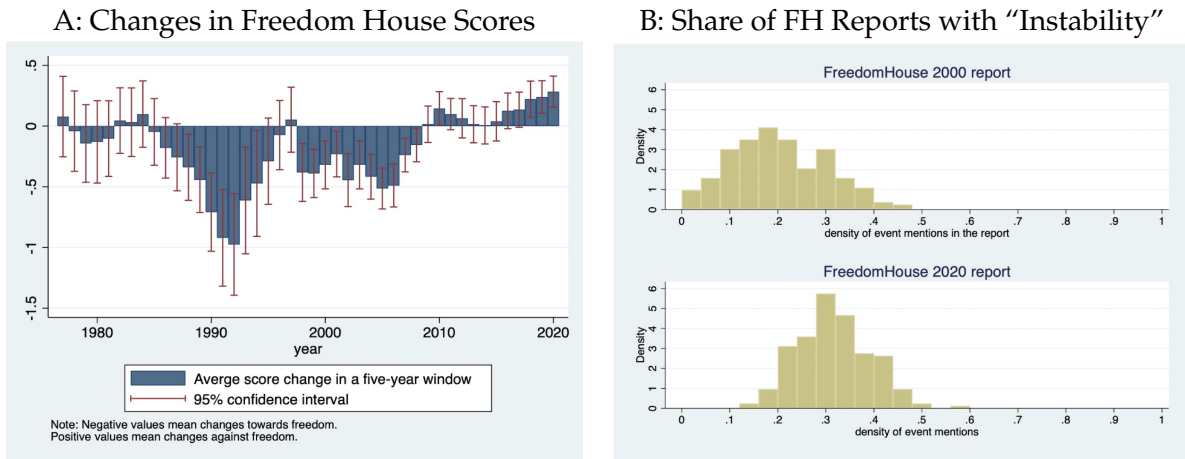 A: Changes in Freedom House Scores
.5
0
-.5
-1
-1.5
1980 1990 2000 2010 2020
year
Averge score change in a five-year window
95% confidence interval
Note: Negative values mean changes towards freedom.
Positive values mean changes against freedom.
B: Share of FH Reports with “Instability”
FreedomHouse 2000 report
Density
6
5
4
3
2
1
0
0 .1 .2 .3 .4 .5 .6 .7 .8 .9 1
density of event mentions in the report
FreedomHouse 2020 report
Density
6
5
4
3
2
1
0
0 .1 .2 .3 .4 .5 .6 .7 .8 .9 1
density of event mentions